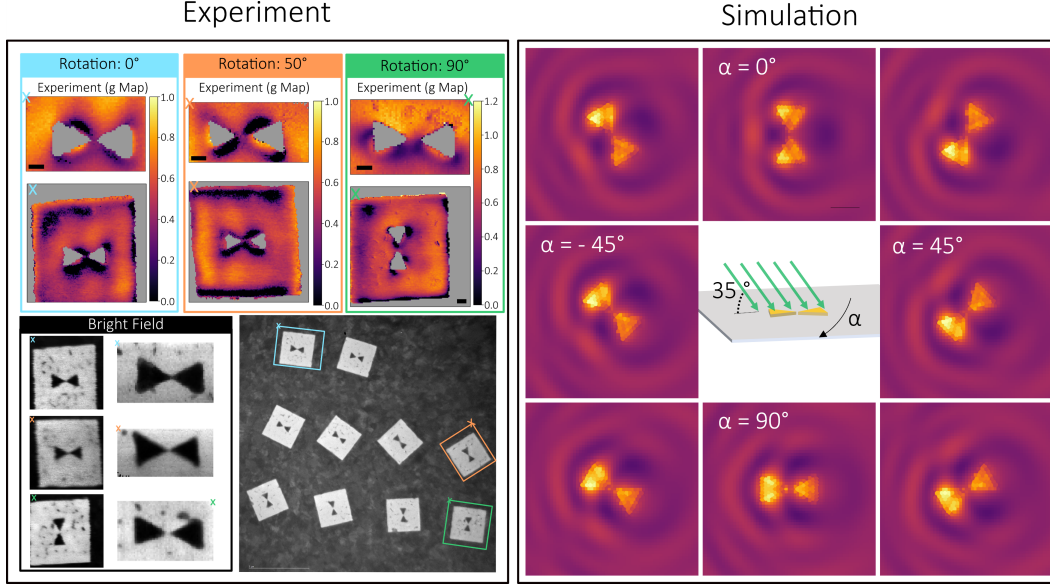 Experiment
Simulation
Rotation: 0°
Rotation: 50°
Rotation: 90°
Experiment (g Map)
Experiment (g Map)
Experiment (g Map)
X
X
X
1.0
0.8
0.6
0.4
0.2
0.0
1.0
0.8
0.6
0.4
0.2
0.0
1.2
1.0
0.8
0.6
0.4
0.2
0.0
X
X
X
Bright Field
x
x
x
x
x
x
x
x
x
α = 0°
α = - 45°
35 °
α
α = 45°
α = 90°